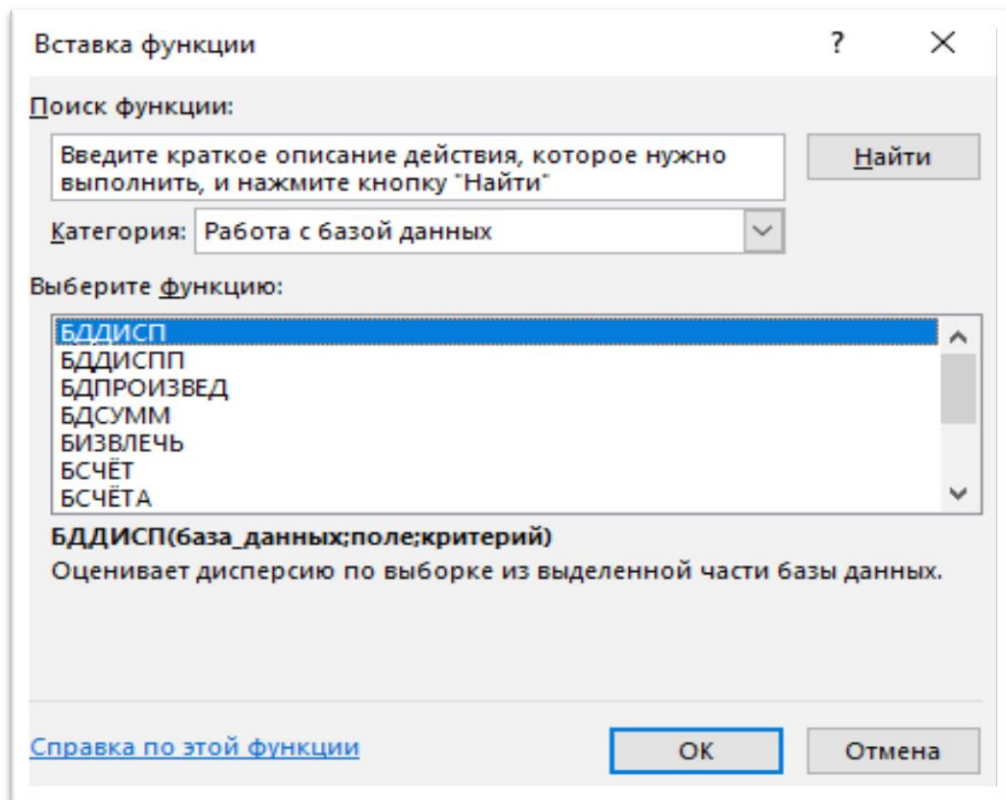 Вставка функции
?
Поиск функции:
Введите краткое описание действия, которое нужно
выполнить, и нажмите кнопку "Найти"
Найти
Категория: Работа с базой данных
Выберите функцию:
БДДИСП
БДДИСПП
БДПРОИЗВЕД
БДСУММ
БИЗВЛЕЧЬ
БСЧЁТ
БСЧЁТА
БДДИСП(база_данных;поле;критерий)
Оценивает дисперсию по выборке из выделенной части базы данных.
Справка по этой функции
ОК
Отмена